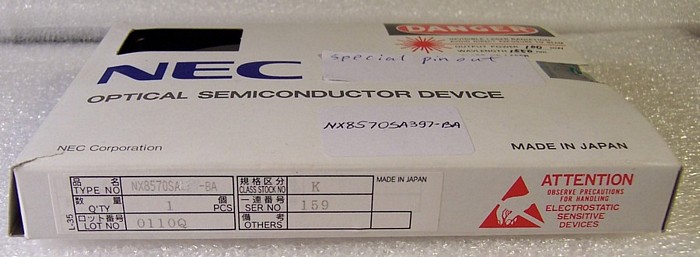 DANGER
special pinout
NEC
OPTICAL SEMICONDUCTOR DEVICE
NX8570SA397-BA
NEC Corporation
MADE IN JAPAN
品名
TYPE NO
NX8570SA -BA
規格区分
CLASS STOCK NO
K
MADE IN JAPAN
数量
Q'TY
1
個
PCS
一連番号
SER NO
159
ロット番号
LOT NO
0110Q
備考
OTHERS
L-35
ATTENTION
OBSERVE PRECAUTIONS
FOR HANDLING
ELECTROSTATIC
SENSITIVE
DEVICES